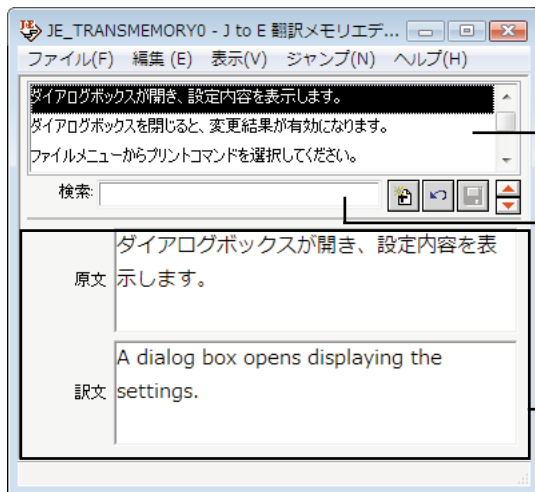 JE_TRANSMEMORY0 - J to E 翻訳メモリエデ...
ファイル(F) 編集 (E) 表示(V) ジャンプ(N) ヘルプ(H)
ダイアログボックスが開き、設定内容を表示します。
ダイアログボックスを閉じると、変更結果が有効になります。
ファイルメニューからプリントコマンドを選択してください。
検索:
ダイアログボックスが開き、設定内容を表
原文 示します。
A dialog box opens displaying the
訳文 settings.